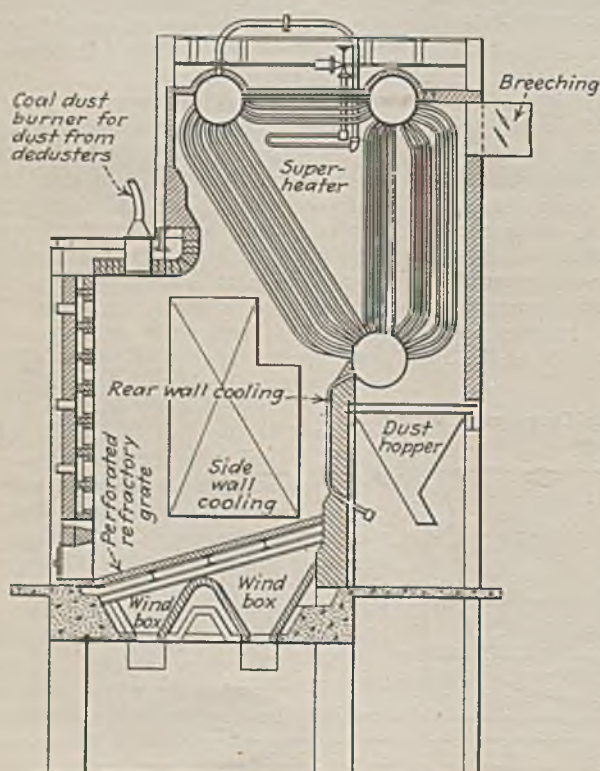 Breeching
Coal dust
burner for
dust from
dedusters
Super-
heater
Rear wall cooling
Dust
hopper
Perforated
refractory
grate
Side
wall
cooling
Wind
box
Wind
box